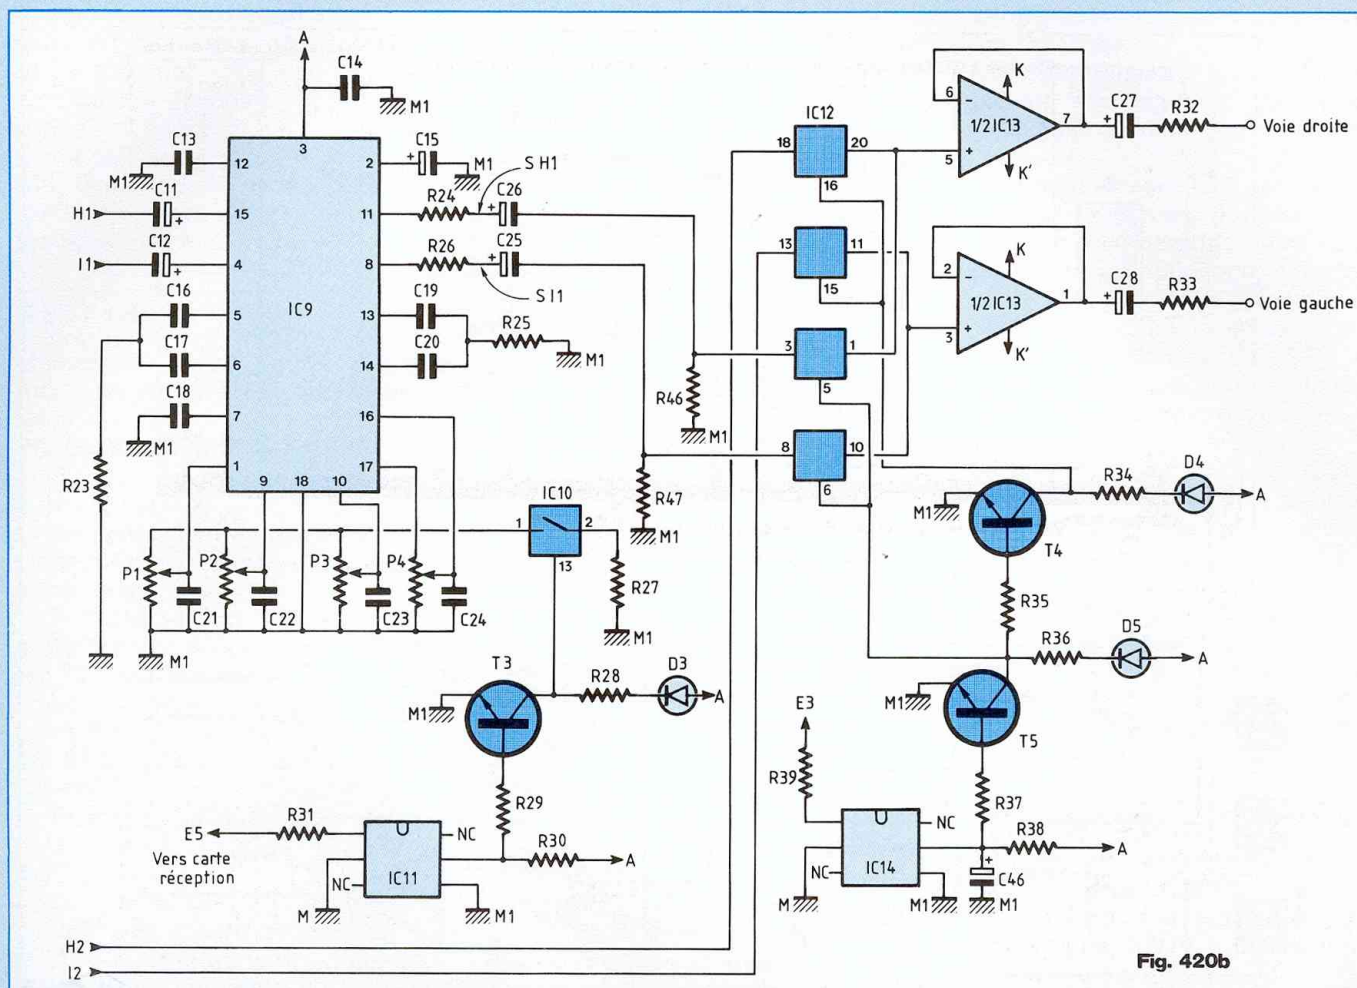 A
C14
M1
C13
12
3
2
C15
+
M1
M1
C11
+
H1
15
11
R24
SH1
C26
+
C12
+
I1
4
8
R26
C25
+
SI1
IC9
C16
5
13
C19
C17
6
14
C20
R25
M1
C18
7
16
M1
1
17
9
18
10
R23
P1
P2
P3
P4
C21
C22
C23
C24
M1
IC10
1
2
13
R27
M1
R46
M1
R47
M1
IC12
18
20
16
13
11
15
3
1
5
8
10
6
6
-
K
1/2 IC13
7
5
+
K'
C27
+
R32
Voie droite
2
-
K
1/2 IC13
1
3
+
K'
C28
+
R33
Voie gauche
M1
T4
R34
D4
A
R35
R36
D5
A
M1
T5
T3
M1
R28
D3
A
R29
R30
A
E5
R31
Vers carte
réception
NC
NC
IC11
M
M1
E3
R39
R37
R38
A
NC
NC
IC14
+
C46
M
M1
M1
H2
I2
Fig. 420b